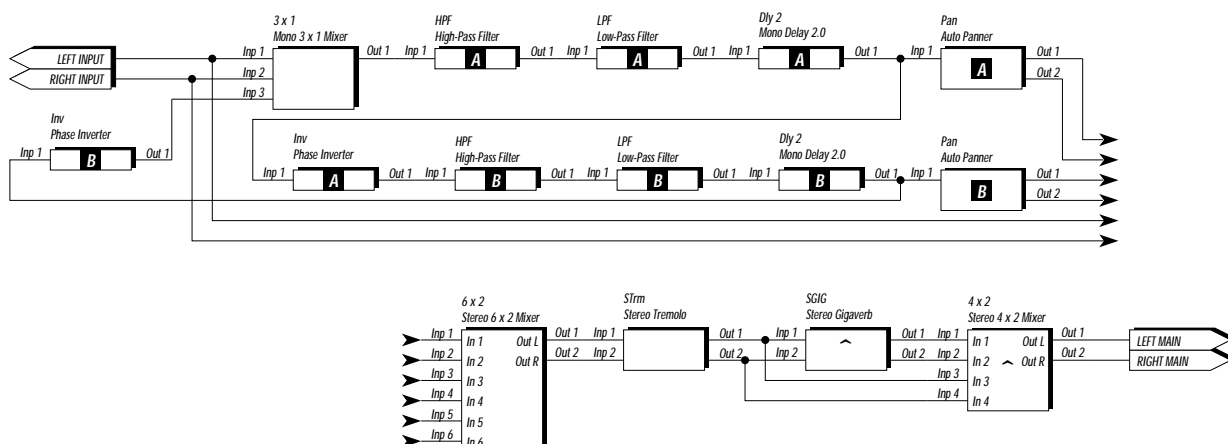 3 x 1
Mono 3 x 1 Mixer
HPF
High-Pass Filter
LPF
Low-Pass Filter
Dly 2
Mono Delay 2.0
Pan
Auto Panner
LEFT INPUT
RIGHT INPUT
Inp 1
Inp 2
Inp 3
Out 1
Inp 1
A
Out 1
Inp 1
A
Out 1
Inp 1
A
Out 1
Inp 1
A
Out 1
Out 2
Inv
Phase Inverter
Inp 1
B
Out 1
Inv
Phase Inverter
HPF
High-Pass Filter
LPF
Low-Pass Filter
Dly 2
Mono Delay 2.0
Pan
Auto Panner
Inp 1
A
Out 1
Inp 1
B
Out 1
Inp 1
B
Out 1
Inp 1
B
Out 1
Inp 1
B
Out 1
Out 2
6 x 2
Stereo 6 x 2 Mixer
STrm
Stereo Tremolo
SGIG
Stereo Gigaverb
4 x 2
Stereo 4 x 2 Mixer
Inp 1
Inp 2
Inp 3
Inp 4
Inp 5
Inp 6
In 1
In 2
In 3
In 4
In 5
In 6
Out L
Out R
Out 1
Out 2
Inp 1
Inp 2
Out 1
Out 2
Inp 1
Inp 2
Out 1
Out 2
Inp 1
Inp 2
Inp 3
Inp 4
In 1
In 2
In 3
In 4
Out L
Out R
Out 1
Out 2
LEFT MAIN
RIGHT MAIN